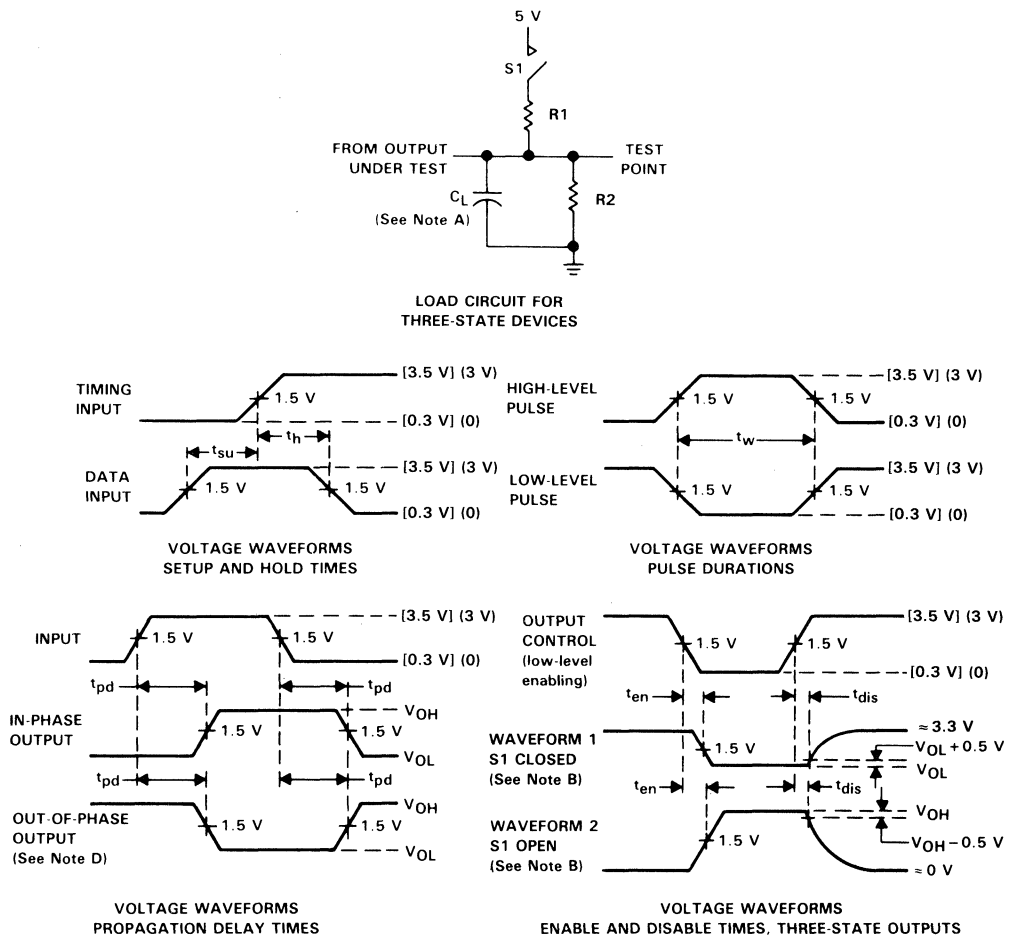 5 V
S1
R1
FROM OUTPUT
UNDER TEST
TEST
POINT
CL
(See Note A)
R2
LOAD CIRCUIT FOR
THREE-STATE DEVICES
TIMING
INPUT
[3.5 V] (3 V)
1.5 V
[0.3 V] (0)
th
tsu
DATA
INPUT
[3.5 V] (3 V)
1.5 V
1.5 V
[0.3 V] (0)
VOLTAGE WAVEFORMS
SETUP AND HOLD TIMES
HIGH-LEVEL
PULSE
[3.5 V] (3 V)
1.5 V
1.5 V
[0.3 V] (0)
tw
LOW-LEVEL
PULSE
[3.5 V] (3 V)
1.5 V
1.5 V
[0.3 V] (0)
VOLTAGE WAVEFORMS
PULSE DURATIONS
INPUT
[3.5 V] (3 V)
1.5 V
1.5 V
[0.3 V] (0)
tpd
tpd
IN-PHASE
OUTPUT
VOH
1.5 V
1.5 V
VOL
tpd
tpd
OUT-OF-PHASE
OUTPUT
(See Note D)
VOH
1.5 V
1.5 V
VOL
VOLTAGE WAVEFORMS
PROPAGATION DELAY TIMES
OUTPUT
CONTROL
(low-level
enabling)
[3.5 V] (3 V)
1.5 V
1.5 V
[0.3 V] (0)
ten
tdis
WAVEFORM 1
S1 CLOSED
(See Note B)
1.5 V
≈3.3 V
VOL+0.5 V
VOL
ten
tdis
WAVEFORM 2
S1 OPEN
(See Note B)
1.5 V
VOH
VOH−0.5 V
≈0 V
VOLTAGE WAVEFORMS
ENABLE AND DISABLE TIMES, THREE-STATE OUTPUTS